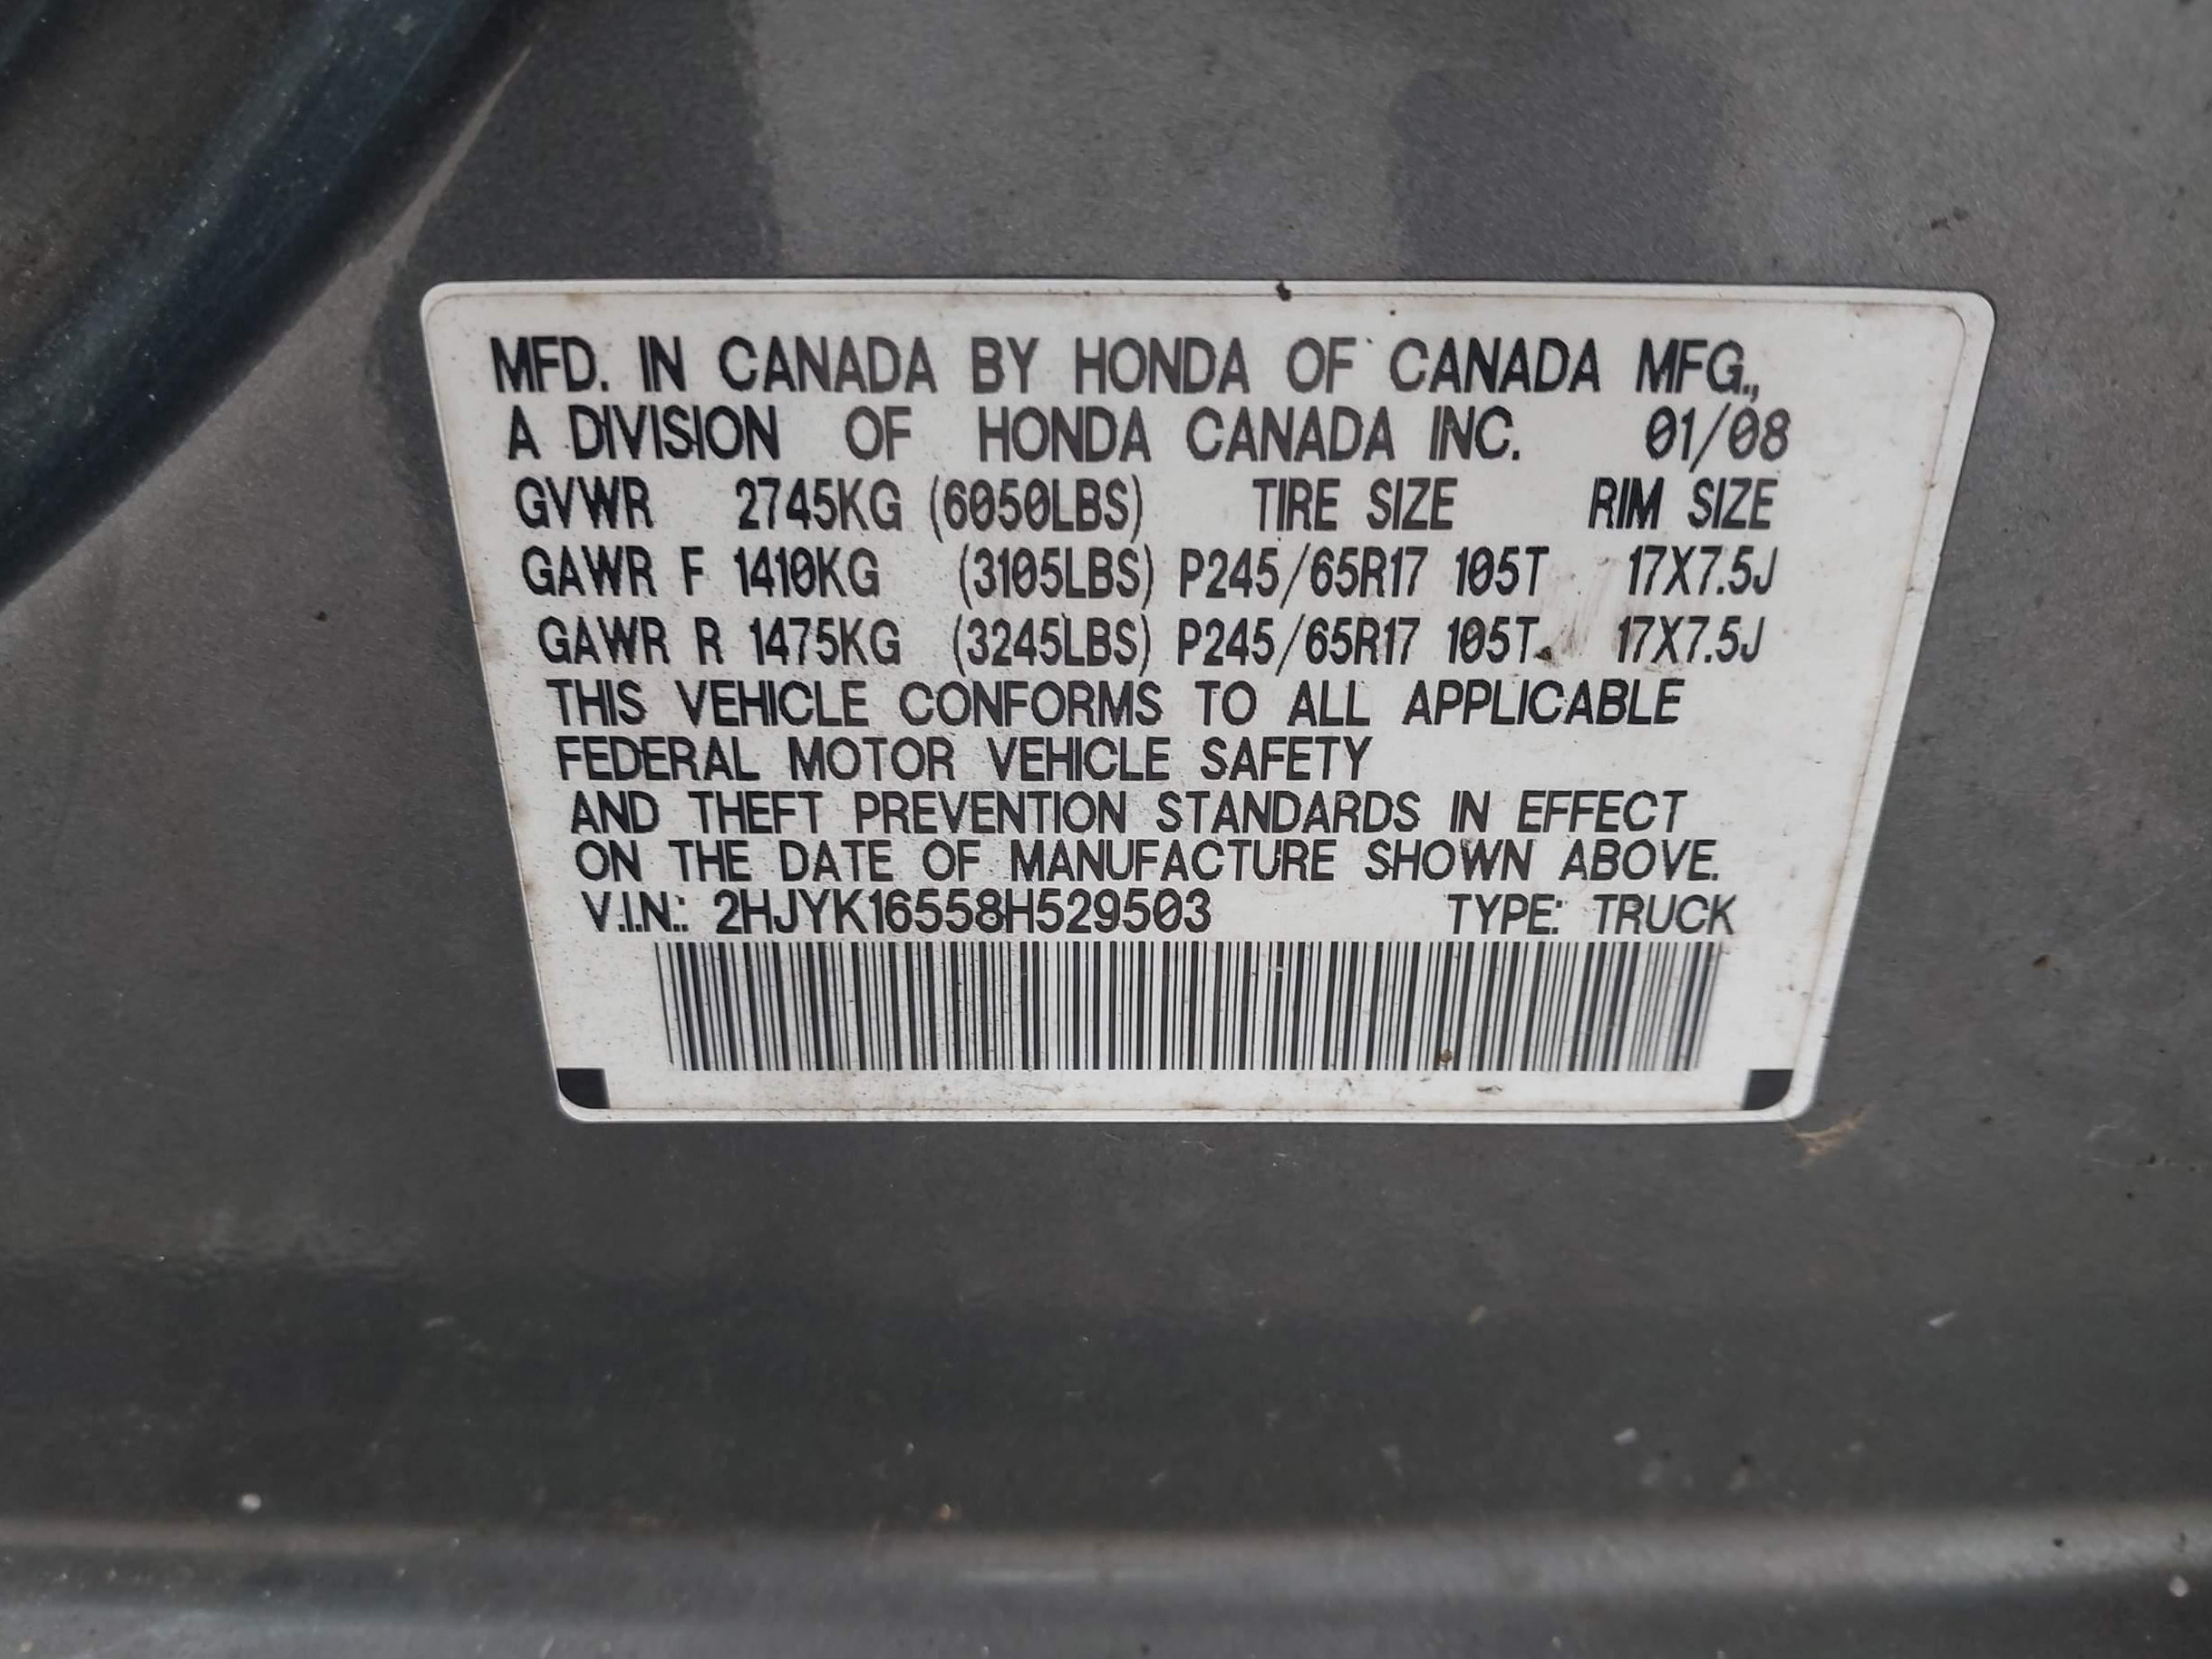 MFD. IN CANADA BY HONDA OF CANADA MFG.,
A DIVISION OF HONDA CANADA INC. 01/08
GVWR 2745KG (6050LBS) TIRE SIZE RIM SIZE
GAWR F 1410KG (3105LBS) P245/65R17 105T 17X7.5J
GAWR R 1475KG (3245LBS) P245/65R17 105T 17X7.5J
THIS VEHICLE CONFORMS TO ALL APPLICABLE
FEDERAL MOTOR VEHICLE SAFETY
AND THEFT PREVENTION STANDARDS IN EFFECT
ON THE DATE OF MANUFACTURE SHOWN ABOVE.
V.I.N.: 2HJYK16558H529503 TYPE: TRUCK